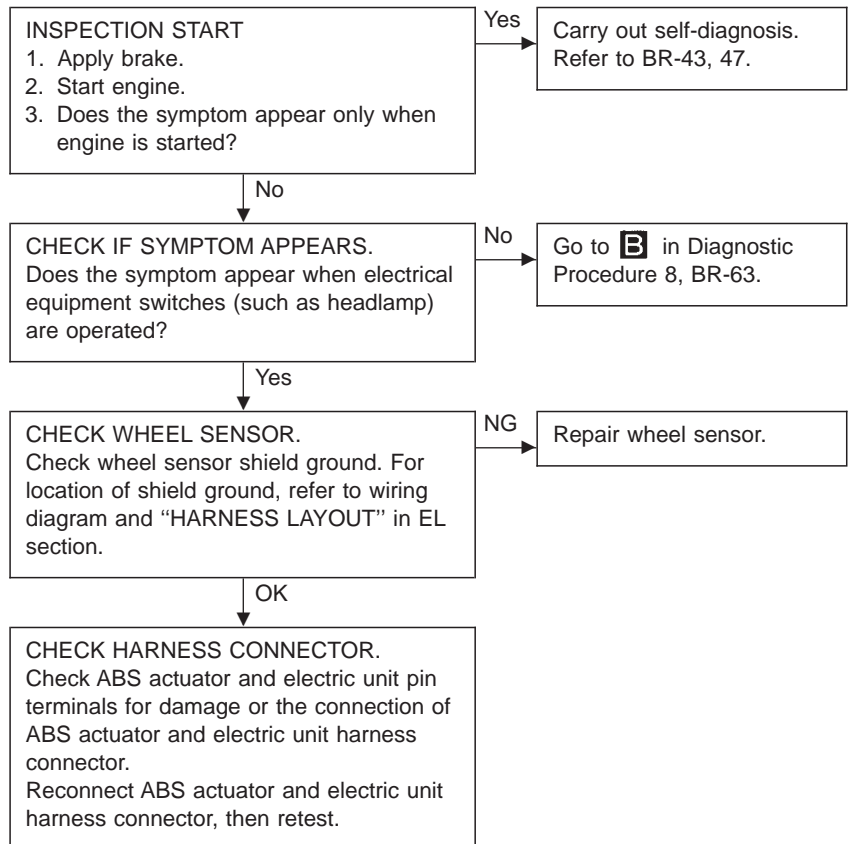 INSPECTION START
1. Apply brake.
2. Start engine.
3. Does the symptom appear only when
engine is started?
Yes
Carry out self-diagnosis.
Refer to BR-43, 47.
No
CHECK IF SYMPTOM APPEARS.
Does the symptom appear when electrical
equipment switches (such as headlamp)
are operated?
No
Go to B in Diagnostic
Procedure 8, BR-63.
Yes
CHECK WHEEL SENSOR.
Check wheel sensor shield ground. For
location of shield ground, refer to wiring
diagram and ‘‘HARNESS LAYOUT’’ in EL
section.
NG
Repair wheel sensor.
OK
CHECK HARNESS CONNECTOR.
Check ABS actuator and electric unit pin
terminals for damage or the connection of
ABS actuator and electric unit harness
connector.
Reconnect ABS actuator and electric unit
harness connector, then retest.